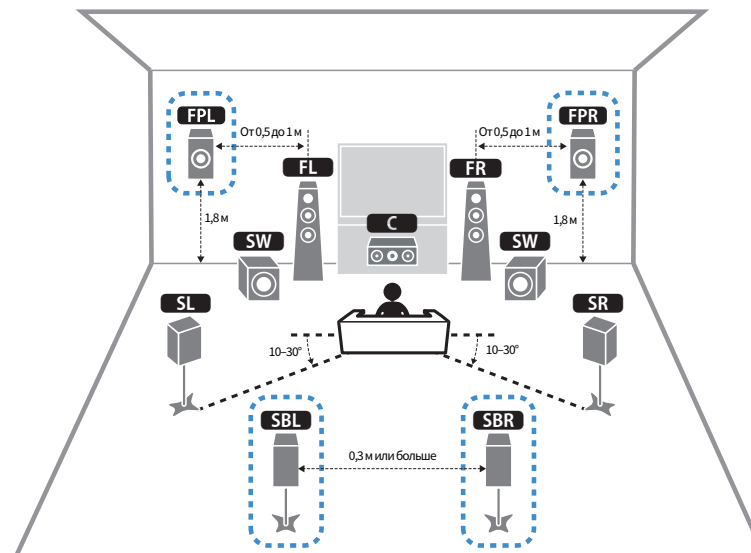 FPL
FPR
От 0,5 до 1 м
От 0,5 до 1 м
FL
FR
1,8 м
C
1,8 м
SW
SW
SL
SR
10–30°
10–30°
SBL
SBR
0,3 м или больше